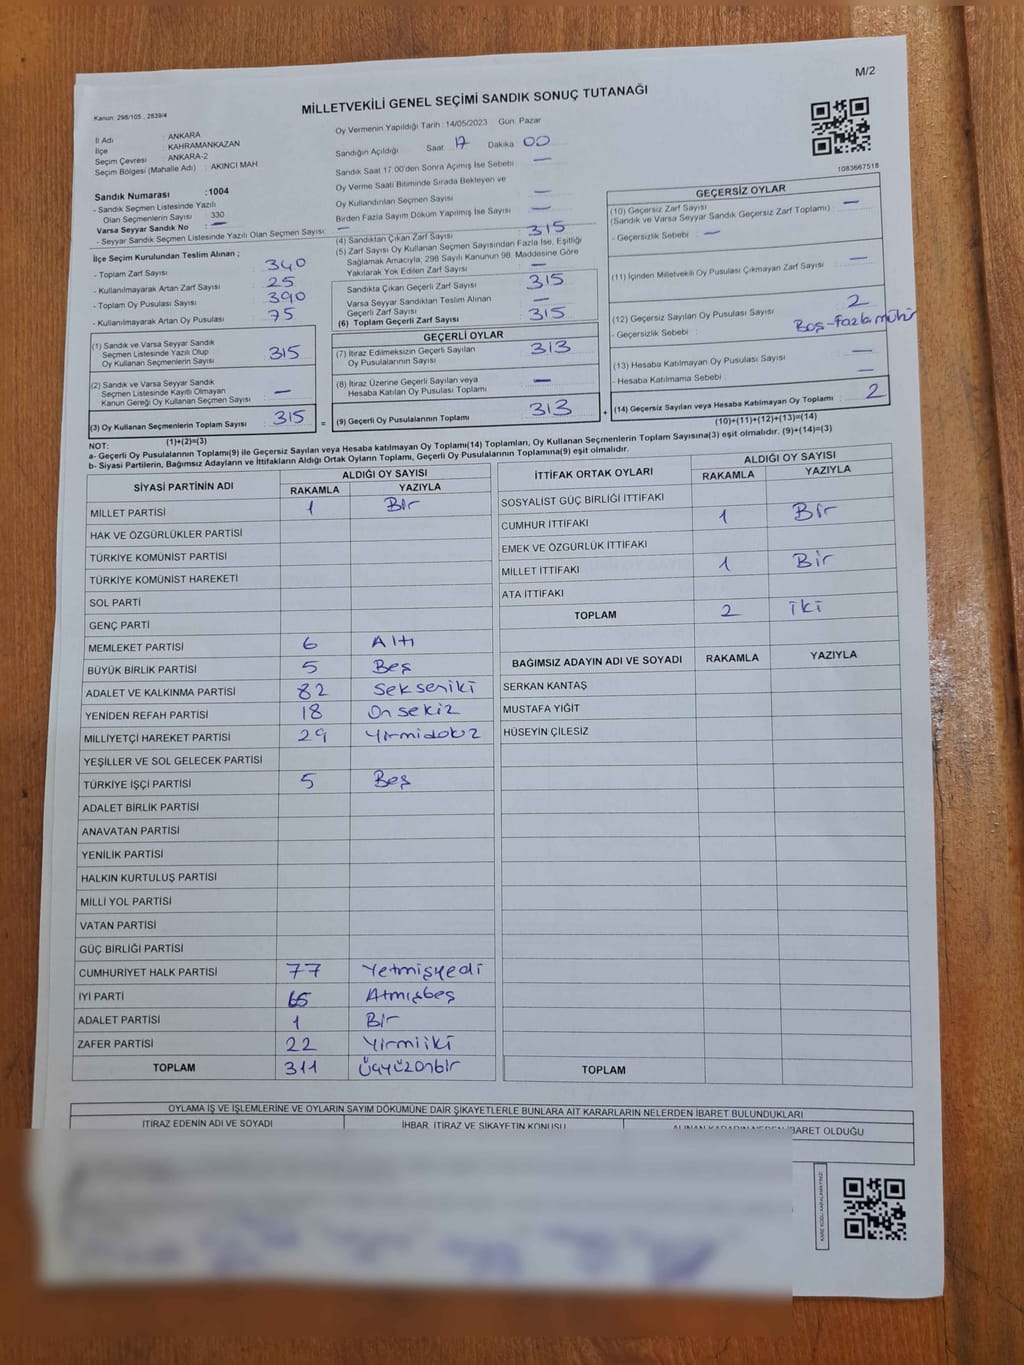 M/2
MİLLETVEKİLİ GENEL SEÇİMİ SANDIK SONUÇ TUTANAĞI
Kanun: 298/105 , 2839/4
İl Adı : ANKARA
İlçe : KAHRAMANKAZAN
Seçim Çevresi : ANKARA-2
Seçim Bölgesi (Mahalle Adı) : AKINCI MAH
Sandık Numarası :1004
- Sandık Seçmen Listesinde Yazılı
Olan Seçmenlerin Sayısı : 330
Varsa Seyyar Sandık No : —
- Seyyar Sandık Seçmen Listesinde Yazılı Olan Seçmen Sayısı: —
Oy Vermenin Yapıldığı Tarih : 14/05/2023 Gün: Pazar
Sandığın Açıldığı Saat 17 Dakika 00
Sandık Saat 17:00'den Sonra Açımış İse Sebebi : —
Oy Verme Saati Bitiminde Sırada Bekleyen ve
Oy Kullandırılan Seçmen Sayısı : —
Birden Fazla Sayım Döküm Yapılmış İse Sayısı : —
1083667518
İlçe Seçim Kurulundan Teslim Alınan ;
- Toplam Zarf Sayısı : 340
- Kullanılmayarak Artan Zarf Sayısı : 25
- Toplam Oy Pusulası Sayısı : 390
- Kullanılmayarak Artan Oy Pusulası : 75
(1) Sandık ve Varsa Seyyar Sandık
Seçmen Listesinde Yazılı Olup
Oy Kullanan Seçmenlerin Sayısı : 315
(2) Sandık ve Varsa Seyyar Sandık
Seçmen Listesinde Kayıtlı Olmayan
Kanun Gereği Oy Kullanan Seçmen Sayısı : —
(3) Oy Kullanan Seçmenlerin Toplam Sayısı : 315
(1)+(2)=(3)
(4) Sandıktan Çıkan Zarf Sayısı : 315
(5) Zarf Sayısı Oy Kullanan Seçmen Sayısından Fazla İse, Eşitliği
Sağlamak Amacıyla, 298 Sayılı Kanunun 98. Maddesine Göre
Yakılarak Yok Edilen Zarf Sayısı : —
Sandıkta Çıkan Geçerli Zarf Sayısı : 315
Varsa Seyyar Sandıktan Teslim Alınan
Geçerli Zarf Sayısı : —
(6) Toplam Geçerli Zarf Sayısı : 315
GEÇERLİ OYLAR
(7) İtiraz Edilmeksizin Geçerli Sayılan
Oy Pusulalarının Sayısı : 313
(8) İtiraz Üzerine Geçerli Sayılan veya
Hesaba Katılan Oy Pusulası Toplamı : —
= (9) Geçerli Oy Pusulalarının Toplamı : 313
GEÇERSİZ OYLAR
(10) Geçersiz Zarf Sayısı : —
(Sandık ve Varsa Seyyar Sandık Geçersiz Zarf Toplamı)
- Geçersizlik Sebebi : —
(11) İçinden Milletvekili Oy Pusulası Çıkmayan Zarf Sayısı : —
(12) Geçersiz Sayılan Oy Pusulası Sayısı : 2
- Geçersizlik Sebebi : Boş-fazla mühür
(13) Hesaba Katılmayan Oy Pusulası Sayısı : —
- Hesaba Katılmama Sebebi : —
+ (14) Geçersiz Sayılan veya Hesaba Katılmayan Oy Toplamı : 2
(10)+(11)+(12)+(13)=(14)
NOT:
a- Geçerli Oy Pusulalarının Toplamı(9) ile Geçersiz Sayılan veya Hesaba katılmayan Oy Toplamı(14) Toplamları, Oy Kullanan Seçmenlerin Toplam Sayısına(3) eşit olmalıdır. (9)+(14)=(3)
b- Siyasi Partilerin, Bağımsız Adayların ve İttifakların Aldığı Ortak Oyların Toplamı, Geçerli Oy Pusulalarının Toplamına(9) eşit olmalıdır.
SİYASİ PARTİNİN ADI ALDIĞI OY SAYISI
RAKAMLA YAZIYLA
MİLLET PARTİSİ 1 Bir
HAK VE ÖZGÜRLÜKLER PARTİSİ
TÜRKİYE KOMÜNİST PARTİSİ
TÜRKİYE KOMÜNİST HAREKETİ
SOL PARTİ
GENÇ PARTİ
MEMLEKET PARTİSİ 6 Altı
BÜYÜK BİRLİK PARTİSİ 5 Beş
ADALET VE KALKINMA PARTİSİ 82 Sekseniki
YENİDEN REFAH PARTİSİ 18 Onsekiz
MİLLİYETÇİ HAREKET PARTİSİ 29 Yirmidokuz
YEŞİLLER VE SOL GELECEK PARTİSİ
TÜRKİYE İŞÇİ PARTİSİ 5 Beş
ADALET BİRLİK PARTİSİ
ANAVATAN PARTİSİ
YENİLİK PARTİSİ
HALKIN KURTULUŞ PARTİSİ
MİLLİ YOL PARTİSİ
VATAN PARTİSİ
GÜÇ BİRLİĞİ PARTİSİ
CUMHURİYET HALK PARTİSİ 77 Yetmişyedi
İYİ PARTİ 65 Atmışbeş
ADALET PARTİSİ 1 Bir
ZAFER PARTİSİ 22 Yirmiiki
TOPLAM 311 Üçyüzonbir
İTTİFAK ORTAK OYLARI ALDIĞI OY SAYISI
RAKAMLA YAZIYLA
SOSYALİST GÜÇ BİRLİĞİ İTTİFAKI
CUMHUR İTTİFAKI 1 Bir
EMEK VE ÖZGÜRLÜK İTTİFAKI
MİLLET İTTİFAKI 1 Bir
ATA İTTİFAKI
TOPLAM 2 iki
BAĞIMSIZ ADAYIN ADI VE SOYADI RAKAMLA YAZIYLA
SERKAN KANTAŞ
MUSTAFA YİĞİT
HÜSEYİN ÇİLESİZ
TOPLAM
OYLAMA İŞ VE İŞLEMLERİNE VE OYLARIN SAYIM DÖKÜMÜNE DAİR ŞİKAYETLERLE BUNLARA AİT KARARLARIN NELERDEN İBARET BULUNDUKLARI
İTİRAZ EDENİN ADI VE SOYADI
İHBAR, İTİRAZ VE ŞİKAYETİN KONUSU
ALINAN KARARIN NEDEN İBARET OLDUĞU